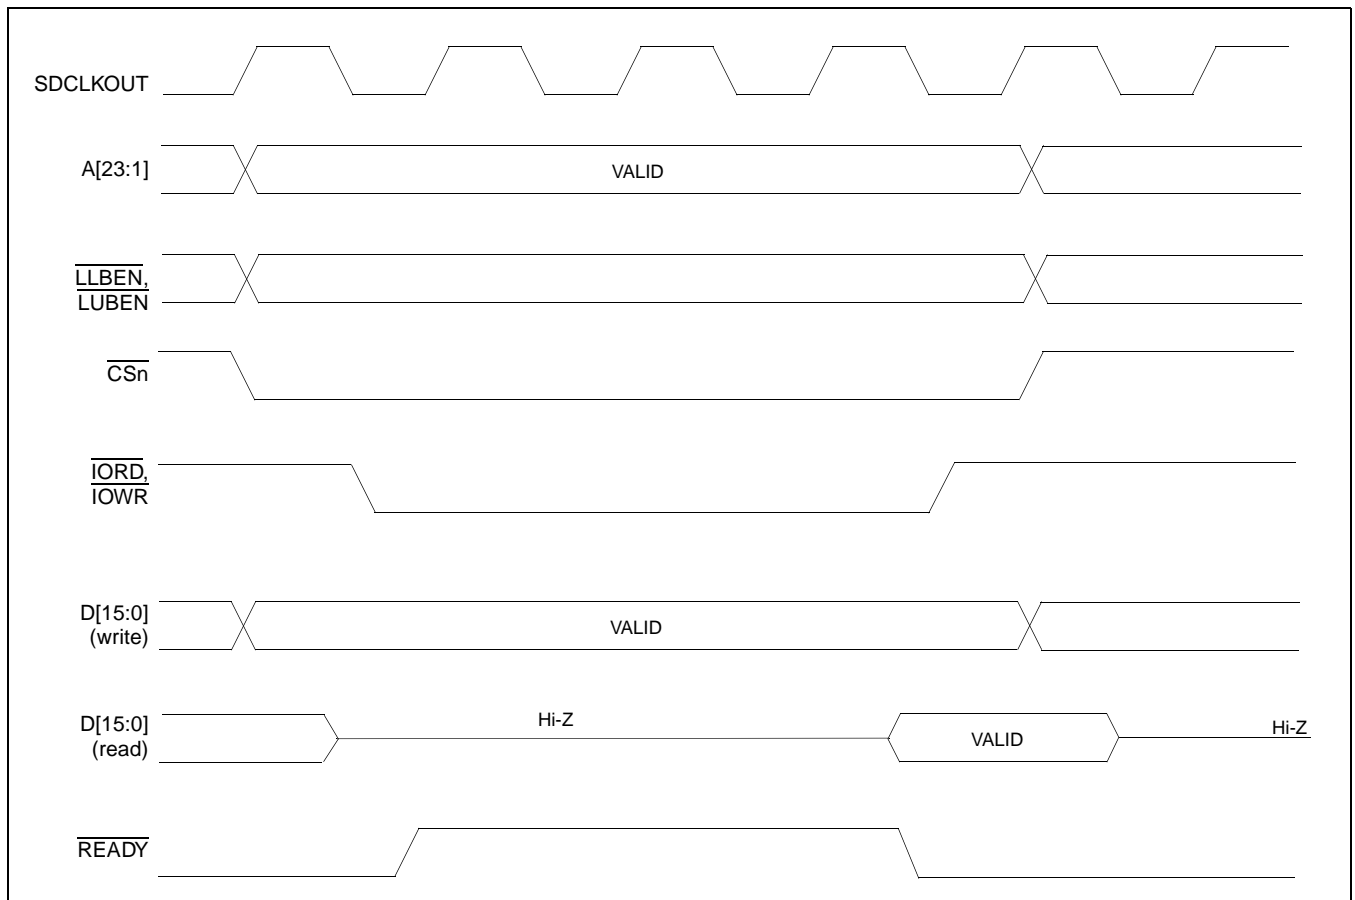 SDCLKOUT
A[23:1]
VALID
LLBEN,
LUBEN
CSn
IORD,
IOWR
D[15:0]
(write)
VALID
D[15:0]
(read)
Hi-Z
VALID
Hi-Z
READY